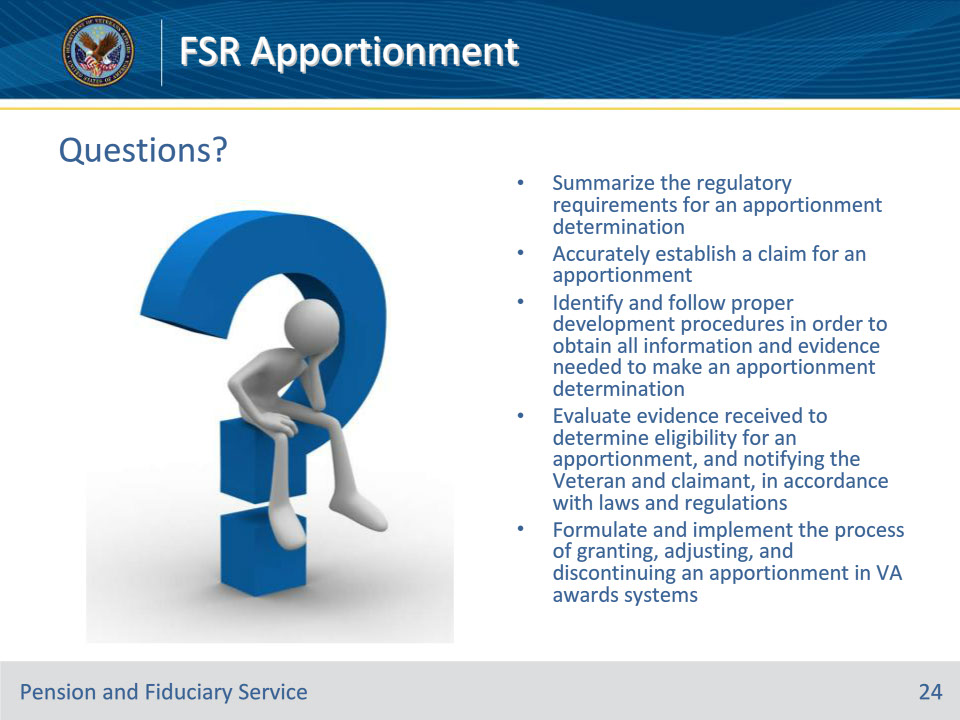 FSR Apportionment
Questions?
• Summarize the regulatory
requirements for an apportionment
determination
• Accurately establish a claim for an
apportionment
• Identify and follow proper
development procedures in order to
obtain all information and evidence
needed to make an apportionment
determination
• Evaluate evidence received to
determine eligibility for an
apportionment, and notifying the
Veteran and claimant, in accordance
with laws and regulations
• Formulate and implement the process
of granting, adjusting, and
discontinuing an apportionment in VA
awards systems
Pension and Fiduciary Service
24